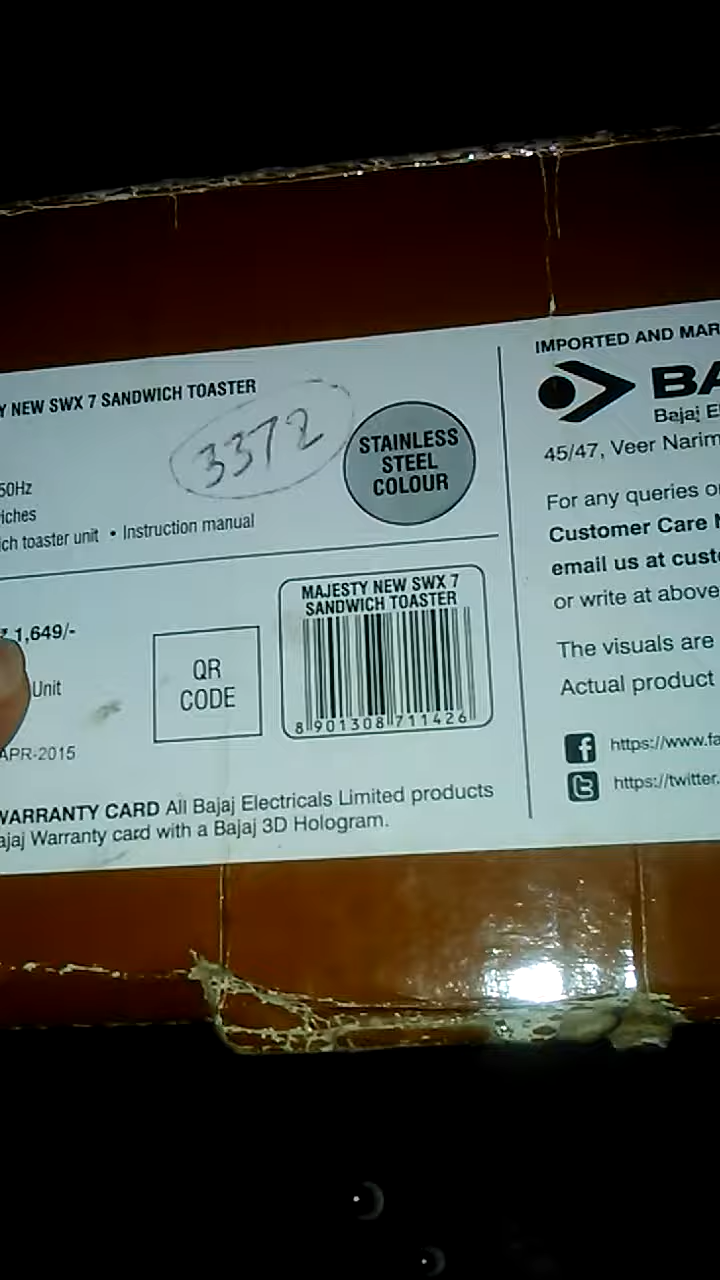 Y NEW SWX 7 SANDWICH TOASTER
3372
STAINLESS
STEEL
COLOUR
50Hz
iches
ch toaster unit • Instruction manual
₹ 1,649/-
Unit
APR-2015
QR
CODE
MAJESTY NEW SWX 7
SANDWICH TOASTER
8 901308 711426
WARRANTY CARD All Bajaj Electricals Limited products
ajaj Warranty card with a Bajaj 3D Hologram.
IMPORTED AND MAR
BA
Bajaj E
45/47, Veer Narim
For any queries o
Customer Care N
email us at cust
or write at above
The visuals are
Actual product
https://www.fa
https://twitter.